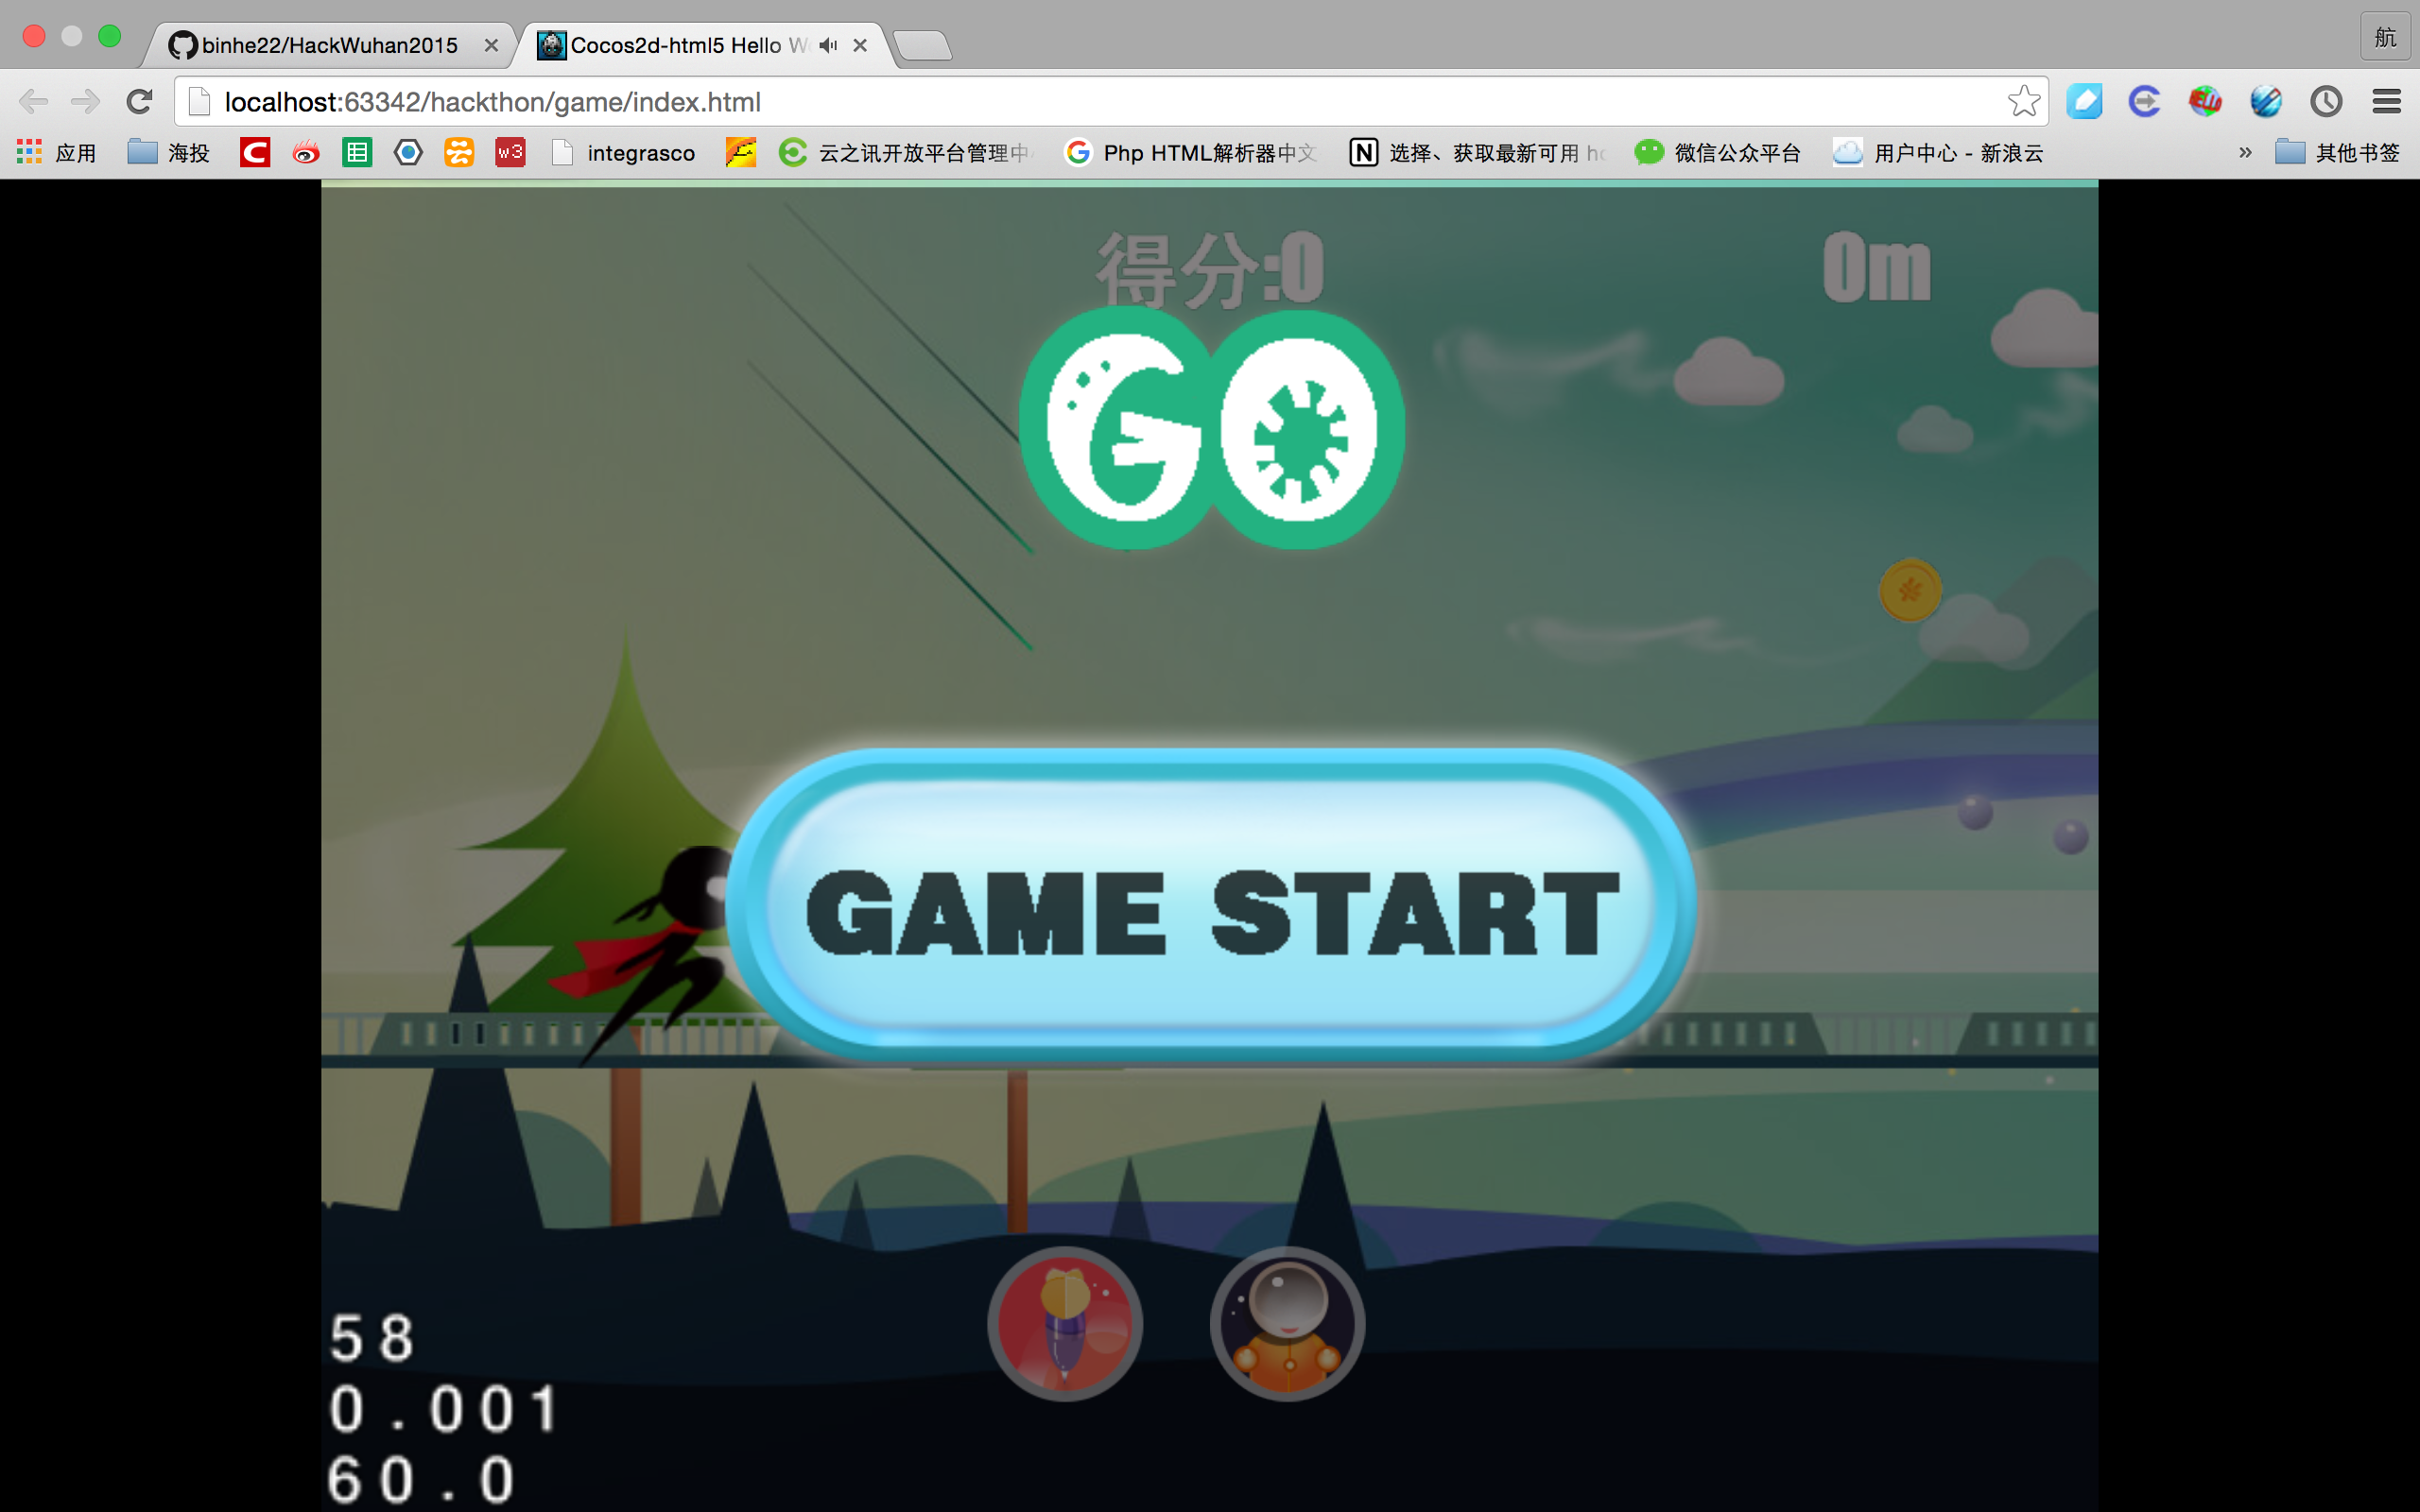 binhe22/HackWuhan2015
Cocos2d-html5 Hello W
航
localhost:63342/hackthon/game/index.html
应用
海投
w3
integrasco
云之讯开放平台管理中
Php HTML解析器中文
选择、获取最新可用 ho
微信公众平台
用户中心 - 新浪云
»
其他书签
得分:0
0m
GO
GAME START
58
0.001
60.0